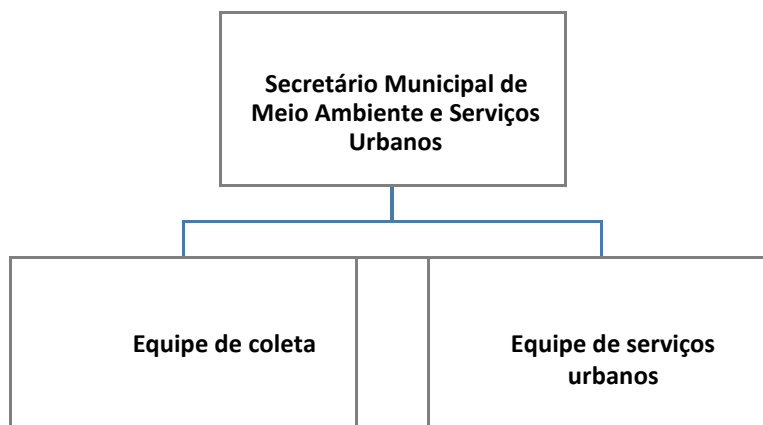 Secretário Municipal de
Meio Ambiente e Serviços
Urbanos
Equipe de coleta
Equipe de serviços
urbanos